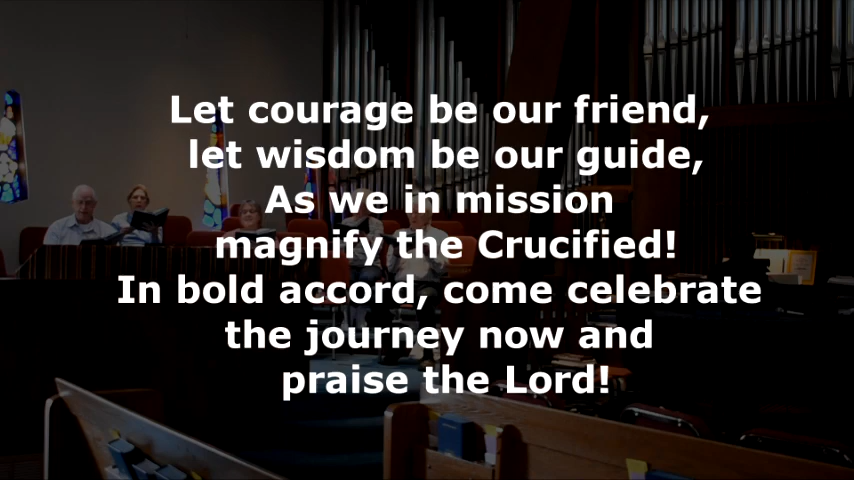 Let courage be our friend,
let wisdom be our guide,
As we in mission
magnify the Crucified!
In bold accord, come celebrate
the journey now and
praise the Lord!